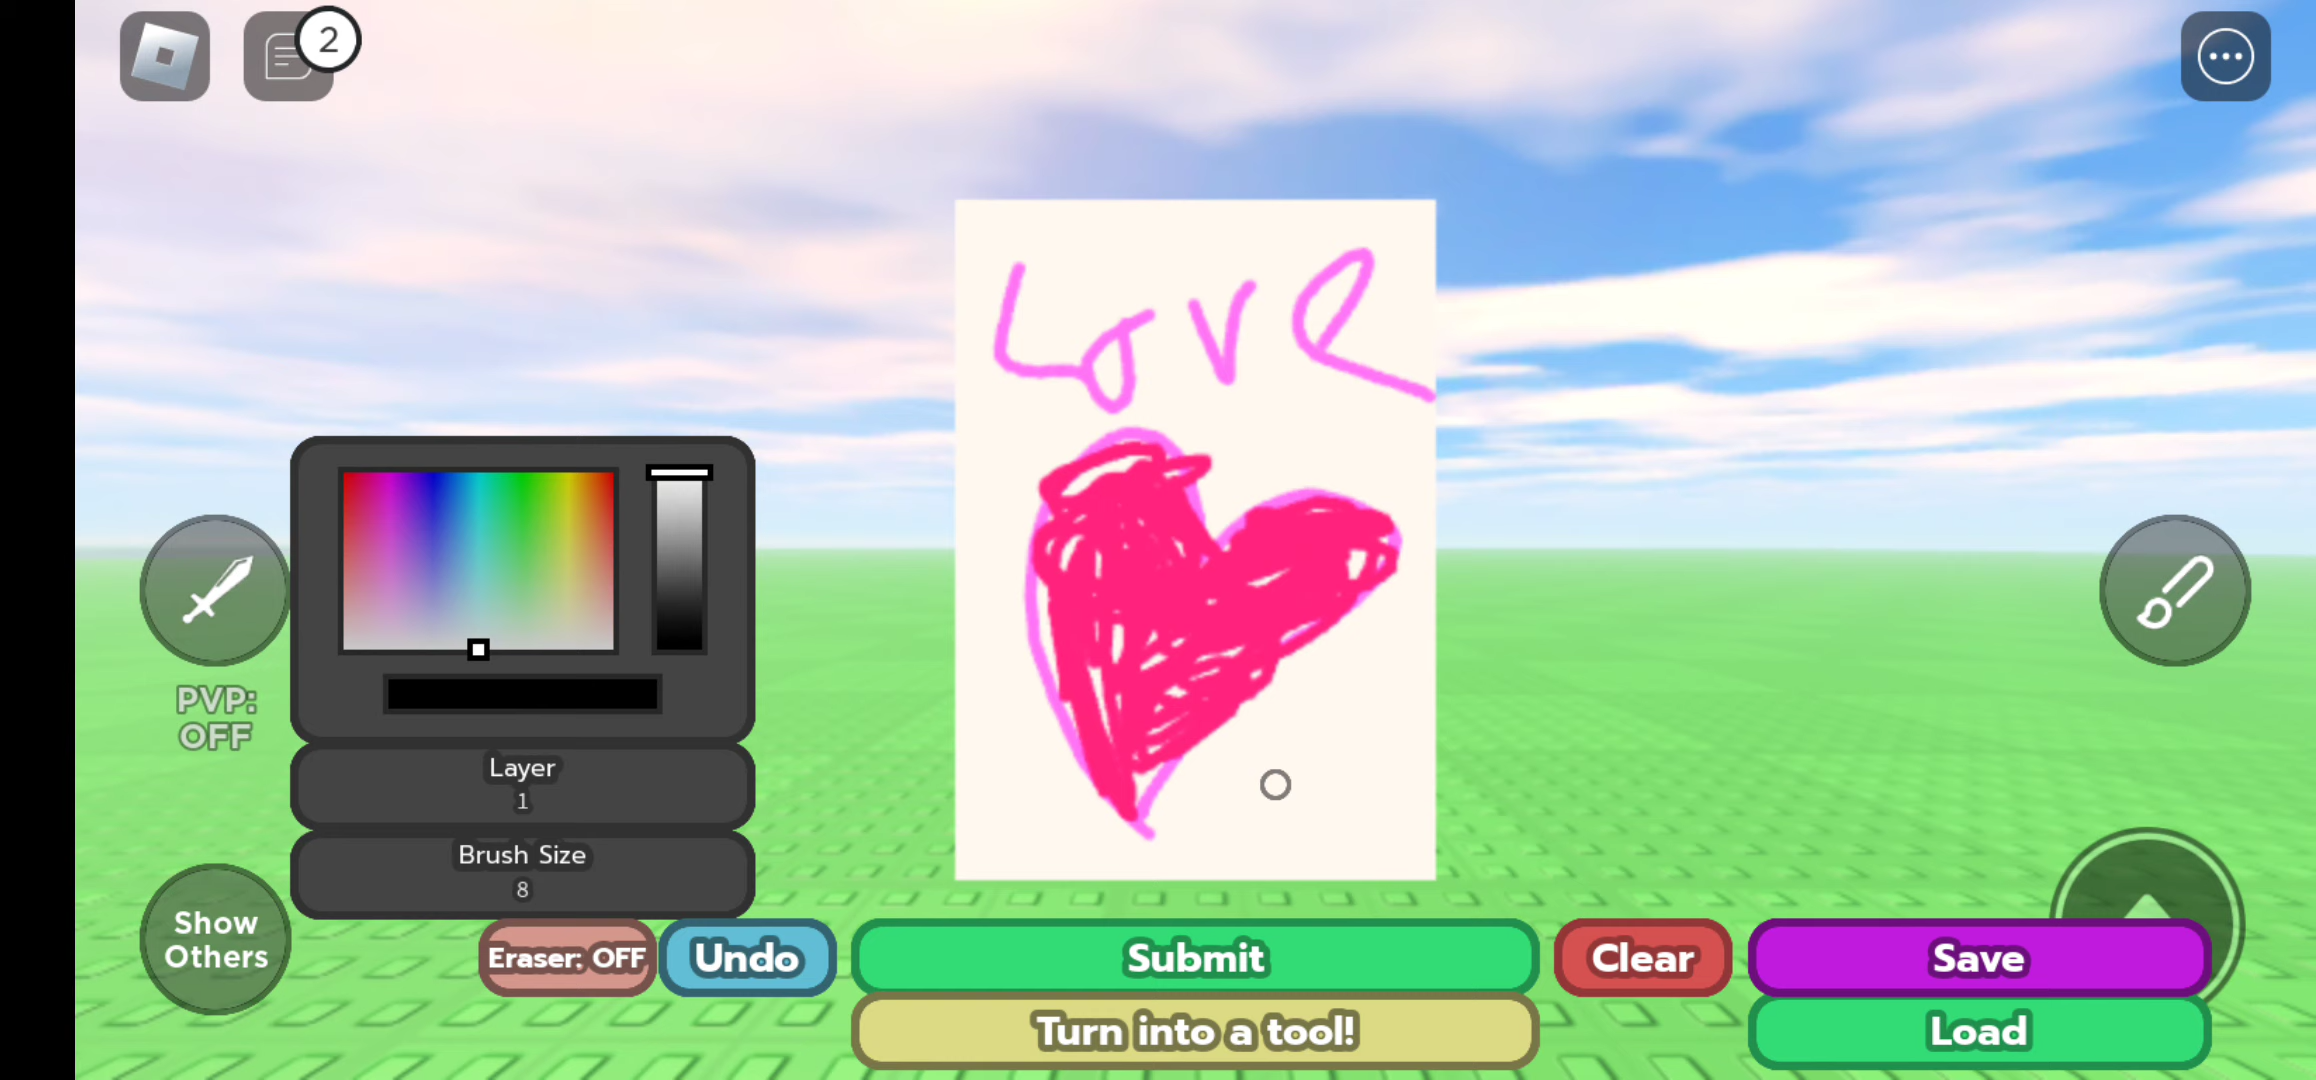 2
Love
PVP:
OFF
Layer
1
Brush Size
8
Show
Others
Eraser: OFF
Undo
Submit
Clear
Save
Turn into a tool!
Load